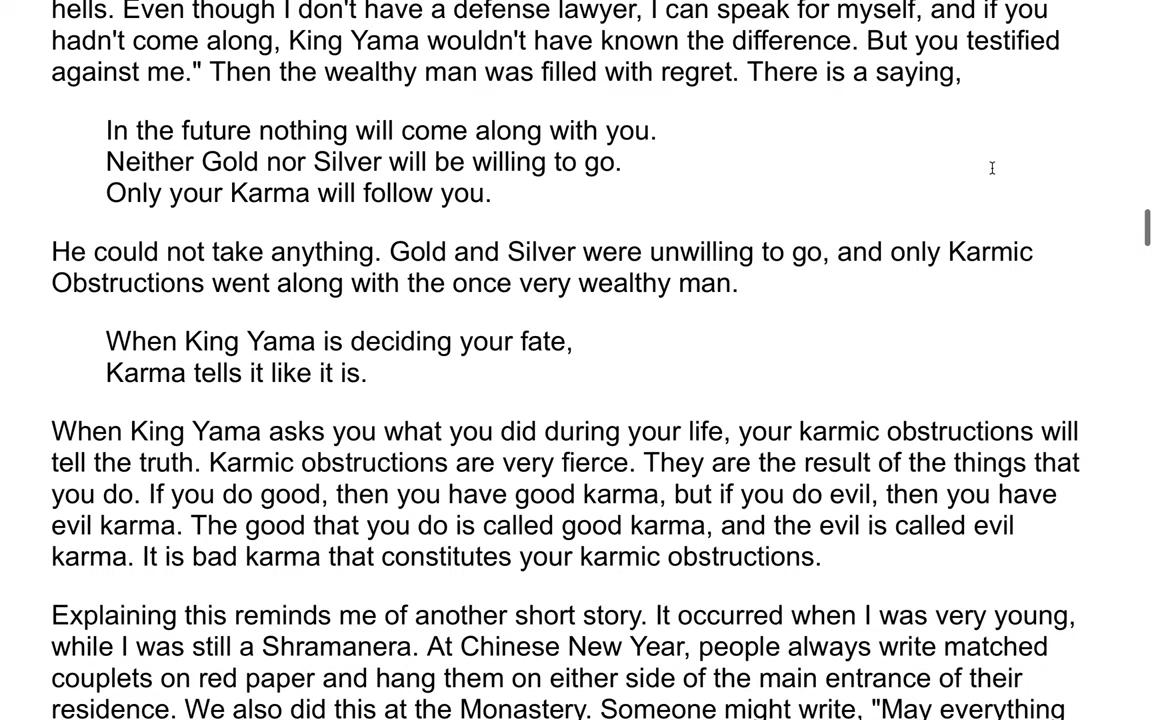 hells. Even though I don't have a defense lawyer, I can speak for myself, and if you
hadn't come along, King Yama wouldn't have known the difference. But you testified
against me." Then the wealthy man was filled with regret. There is a saying,
In the future nothing will come along with you.
Neither Gold nor Silver will be willing to go.
Only your Karma will follow you.
He could not take anything. Gold and Silver were unwilling to go, and only Karmic
Obstructions went along with the once very wealthy man.
When King Yama is deciding your fate,
Karma tells it like it is.
When King Yama asks you what you did during your life, your karmic obstructions will
tell the truth. Karmic obstructions are very fierce. They are the result of the things that
you do. If you do good, then you have good karma, but if you do evil, then you have
evil karma. The good that you do is called good karma, and the evil is called evil
karma. It is bad karma that constitutes your karmic obstructions.
Explaining this reminds me of another short story. It occurred when I was very young,
while I was still a Shramanera. At Chinese New Year, people always write matched
couplets on red paper and hang them on either side of the main entrance of their
residence. We also did this at the Monastery. Someone might write, "May everything